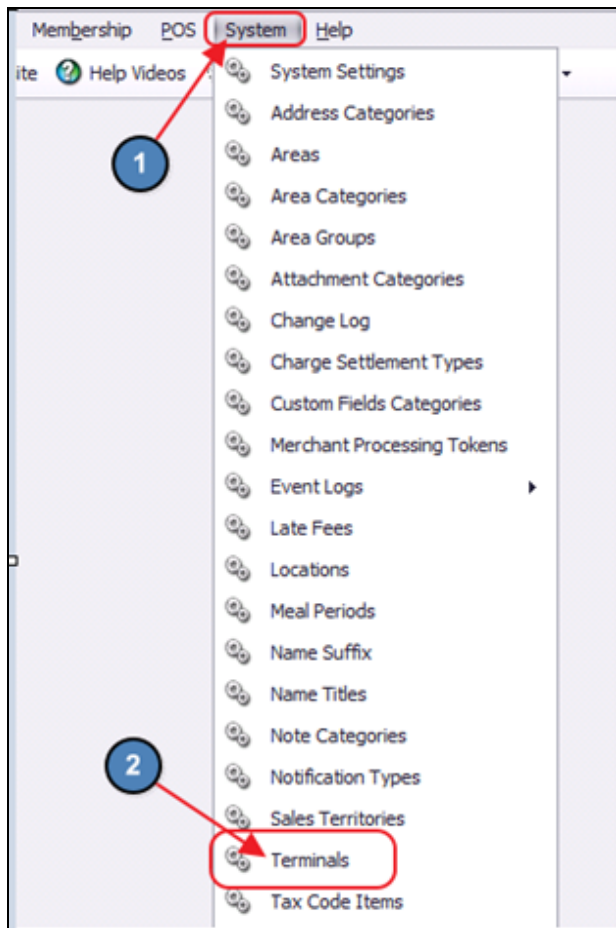 Membership POS System Help
ite Help Videos
System Settings
Address Categories
1
Areas
Area Categories
Area Groups
Attachment Categories
Change Log
Charge Settlement Types
Custom Fields Categories
Merchant Processing Tokens
Event Logs
Late Fees
Locations
Meal Periods
Name Suffix
Name Titles
Note Categories
2
Notification Types
Sales Territories
Terminals
Tax Code Items